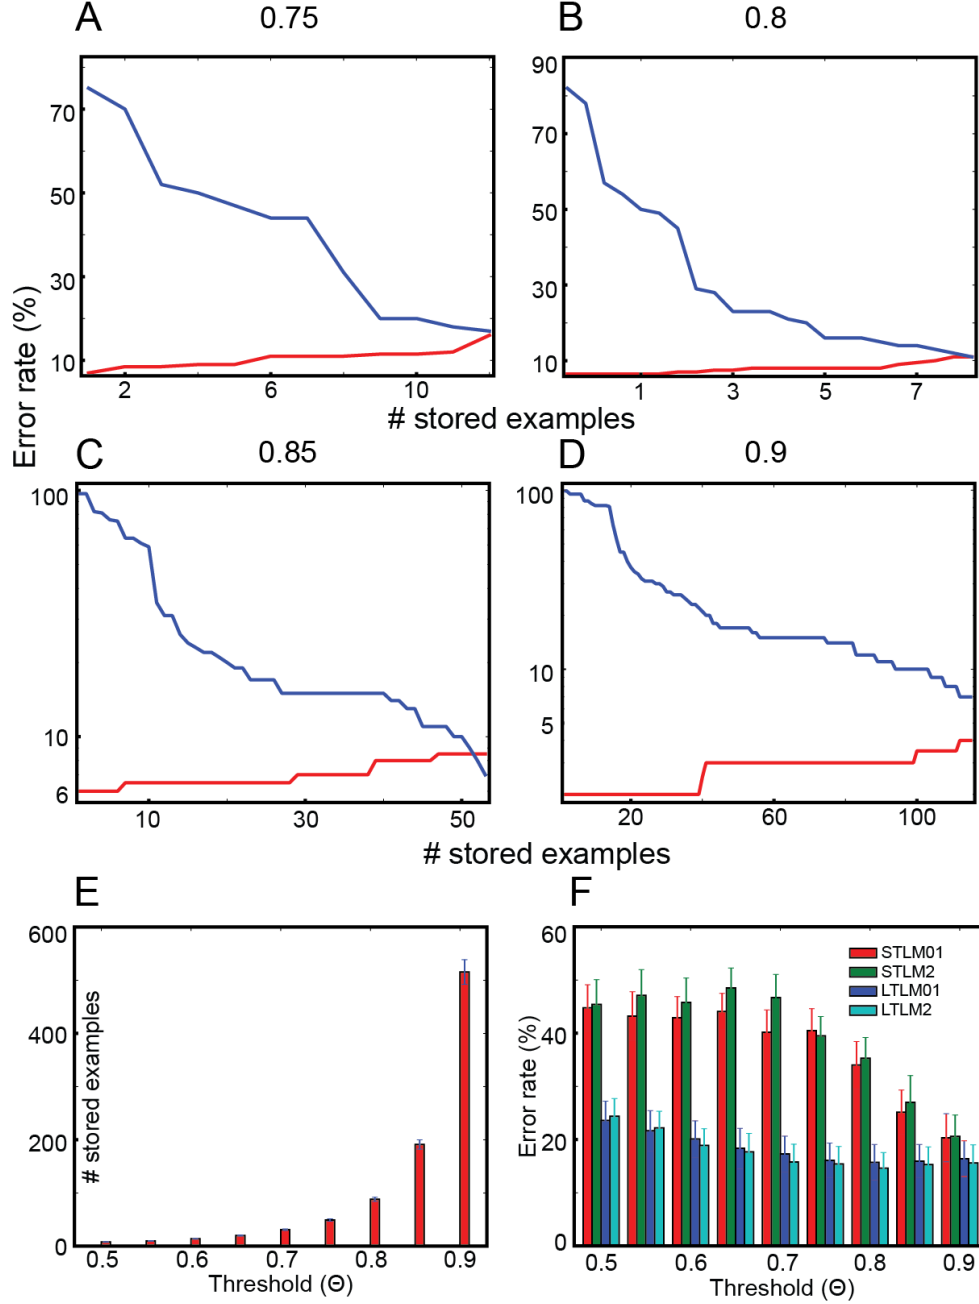 A 0.75
B 0.8
Error rate (%)
70
50
30
10
2 6 10
90
70
50
30
10
1 3 5 7
# stored examples
C 0.85
D 0.9
100
10
6
10 30 50
100
10
5
20 60 100
# stored examples
E
F
600
400
200
0
# stored examples
0.5 0.6 0.7 0.8 0.9
Threshold (Θ)
60
40
20
0
Error rate (%)
STLM01
STLM2
LTLM01
LTLM2
0.5 0.6 0.7 0.8 0.9
Threshold (Θ)